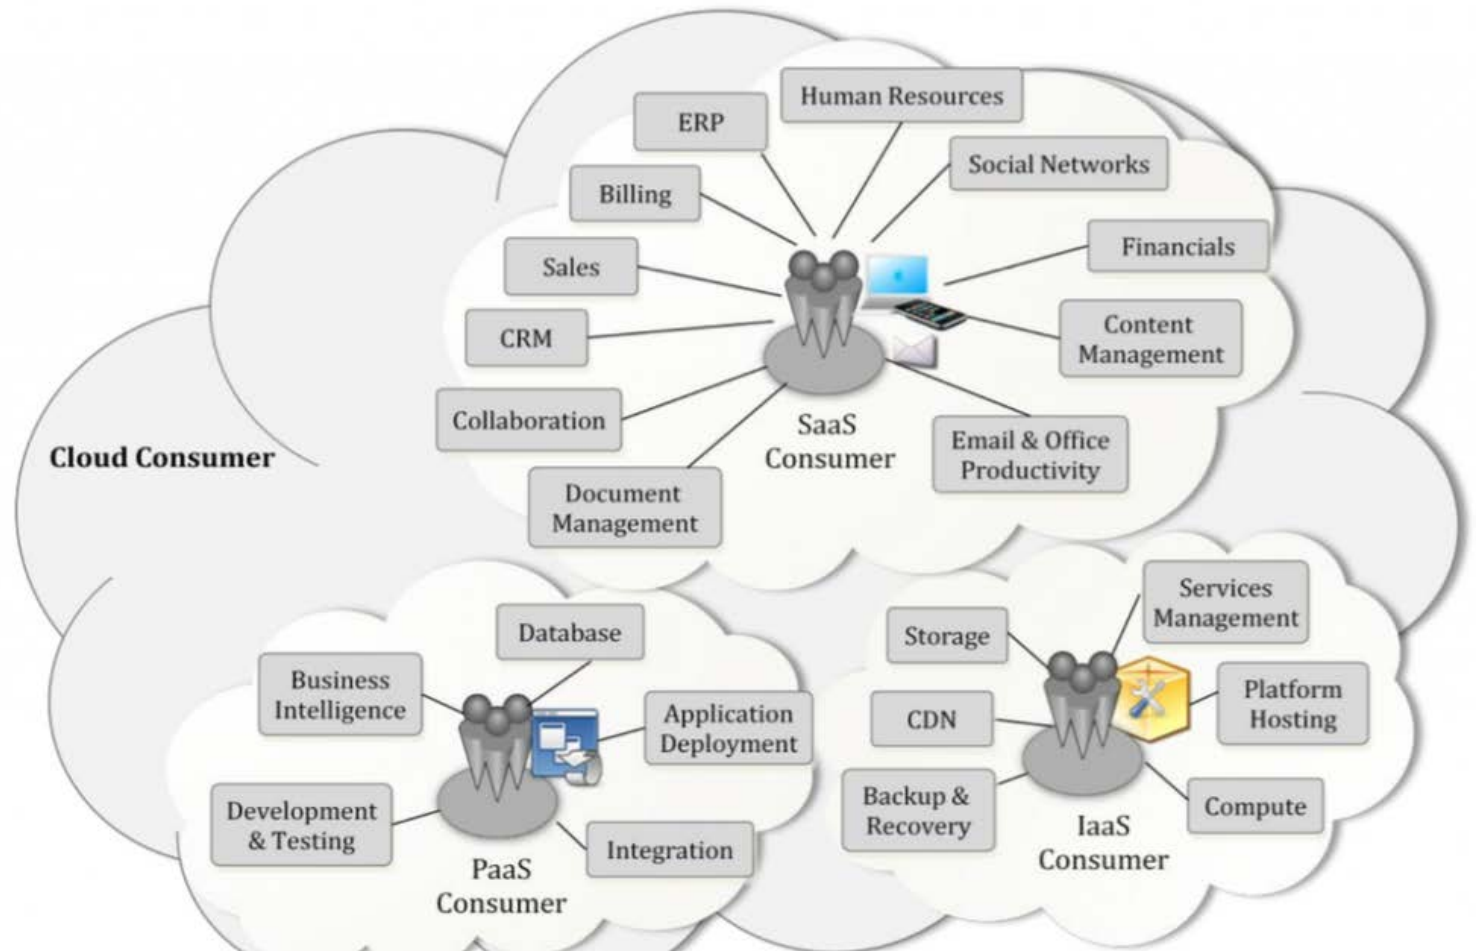 Human Resources
ERP
Social Networks
Billing
Financials
Sales
Content
Management
CRM
Collaboration
SaaS
Consumer
Email & Office
Productivity
Cloud Consumer
Document
Management
Database
Business
Intelligence
Application
Deployment
Development
& Testing
Integration
PaaS
Consumer
Services
Management
Storage
Platform
Hosting
CDN
Backup &
Recovery
Compute
IaaS
Consumer